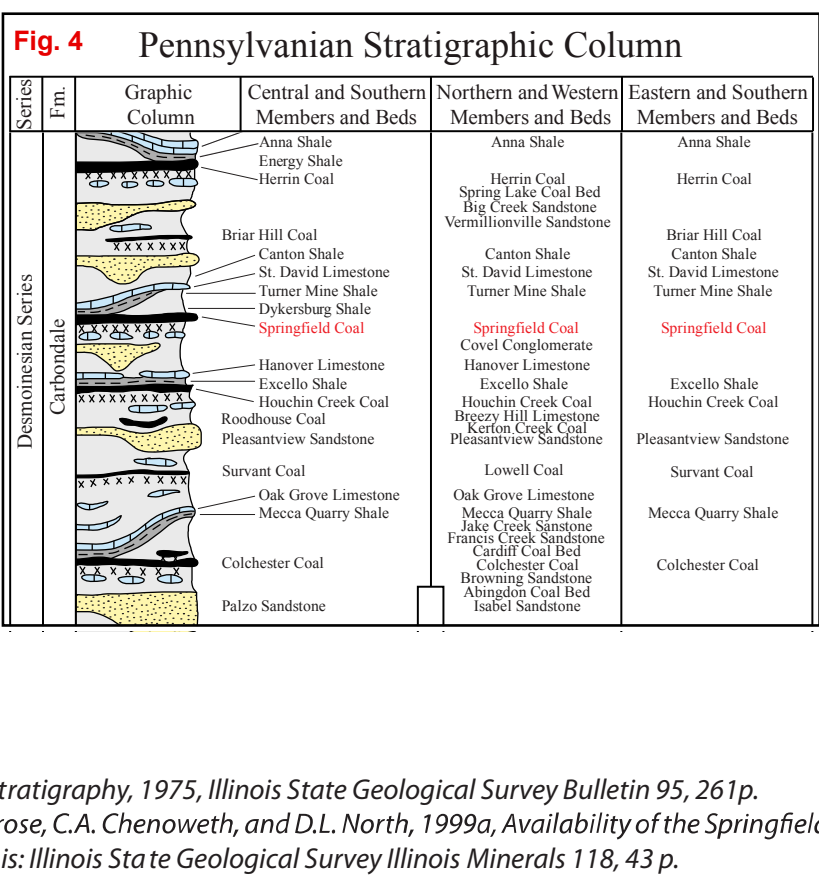 Fig. 4
Pennsylvanian Stratigraphic Column
Series
Fm.
Graphic
Column
Central and Southern
Members and Beds
Northern and Western
Members and Beds
Eastern and Southern
Members and Beds
Desmoinesian Series
Carbondale
Anna Shale
Energy Shale
Herrin Coal
Briar Hill Coal
Canton Shale
St. David Limestone
Turner Mine Shale
Dykersburg Shale
Springfield Coal
Hanover Limestone
Excello Shale
Houchin Creek Coal
Roodhouse Coal
Pleasantview Sandstone
Survant Coal
Oak Grove Limestone
Mecca Quarry Shale
Colchester Coal
Palzo Sandstone
Anna Shale
Herrin Coal
Spring Lake Coal Bed
Big Creek Sandstone
Vermillionville Sandstone
Canton Shale
St. David Limestone
Turner Mine Shale
Springfield Coal
Covel Conglomerate
Hanover Limestone
Excello Shale
Houchin Creek Coal
Breezy Hill Limestone
Kerton Creek Coal
Pleasantview Sandstone
Lowell Coal
Oak Grove Limestone
Mecca Quarry Shale
Jake Creek Sanstone
Francis Creek Sandstone
Cardiff Coal Bed
Colchester Coal
Browning Sandstone
Abingdon Coal Bed
Isabel Sandstone
Anna Shale
Herrin Coal
Briar Hill Coal
Canton Shale
St. David Limestone
Turner Mine Shale
Springfield Coal
Excello Shale
Houchin Creek Coal
Pleasantview Sandstone
Survant Coal
Mecca Quarry Shale
Colchester Coal
tratigraphy, 1975, Illinois State Geological Survey Bulletin 95, 261p.
rose, C.A. Chenoweth, and D.L. North, 1999a, Availability of the Springfiel
is: Illinois State Geological Survey Illinois Minerals 118, 43 p.